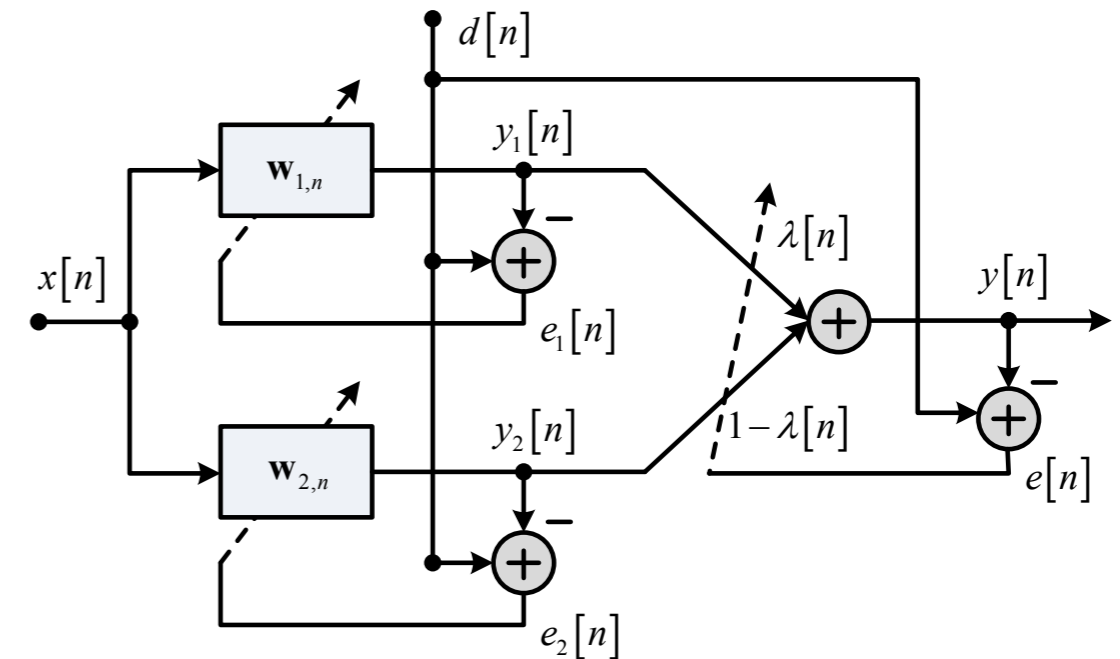 d[n]
y₁[n]
w₁,ₙ
λ[n]
x[n]
y[n]
e₁[n]
y₂[n]
1−λ[n]
w₂,ₙ
e[n]
e₂[n]